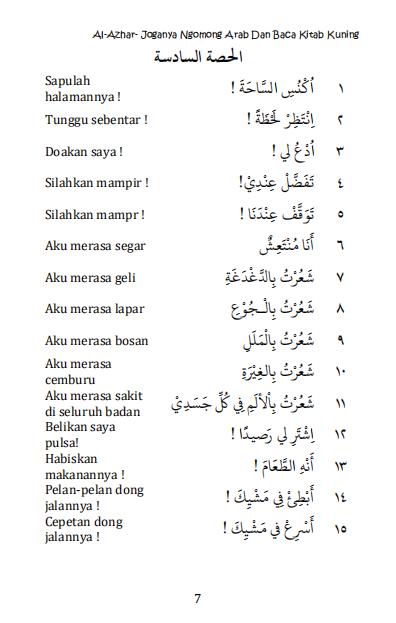 Al-Azhar- Joganya Ngomong Arab Dan Baca Kitab Kuning
الحصة السادسة
Sapulah halamannya ! اُكْنُسِ السَّاحَةَ ! ١
Tunggu sebentar ! اِنْتَظِرْ لَحْظَةً ! ٢
Doakan saya ! اُدْعُ لِي ! ٣
Silahkan mampir ! تَفَضَّلْ عِنْدِيْ! ٤
Silahkan mampr ! تَوَقَّفْ عِنْدَنَا ! ٥
Aku merasa segar أَنَا مُنْتَعِشٌ ٦
Aku merasa geli شَعُرْتُ بِالدَّغْدَغَةِ ٧
Aku merasa lapar شَعُرْتُ بِالْـجُوْعِ ٨
Aku merasa bosan شَعُرْتُ بِالْمَلَلِ ٩
Aku merasa cemburu شَعُرْتُ بِالغِيْرَةِ ١٠
Aku merasa sakit di seluruh badan شَعُرْتُ بِالْألَمِ فِي كُلِّ جَسَدِيْ ١١
Belikan saya pulsa! اِشْتَرِ لِي رَصِيدًا ! ١٢
Habiskan makanannya ! أَنْهِ الطَّعَامَ ! ١٣
Pelan-pelan dong jalannya ! أَبْطِئْ فِي مَشْيِكَ ! ١٤
Cepetan dong jalannya ! أَسْرِعْ فِي مَشْيِكَ ! ١٥
7